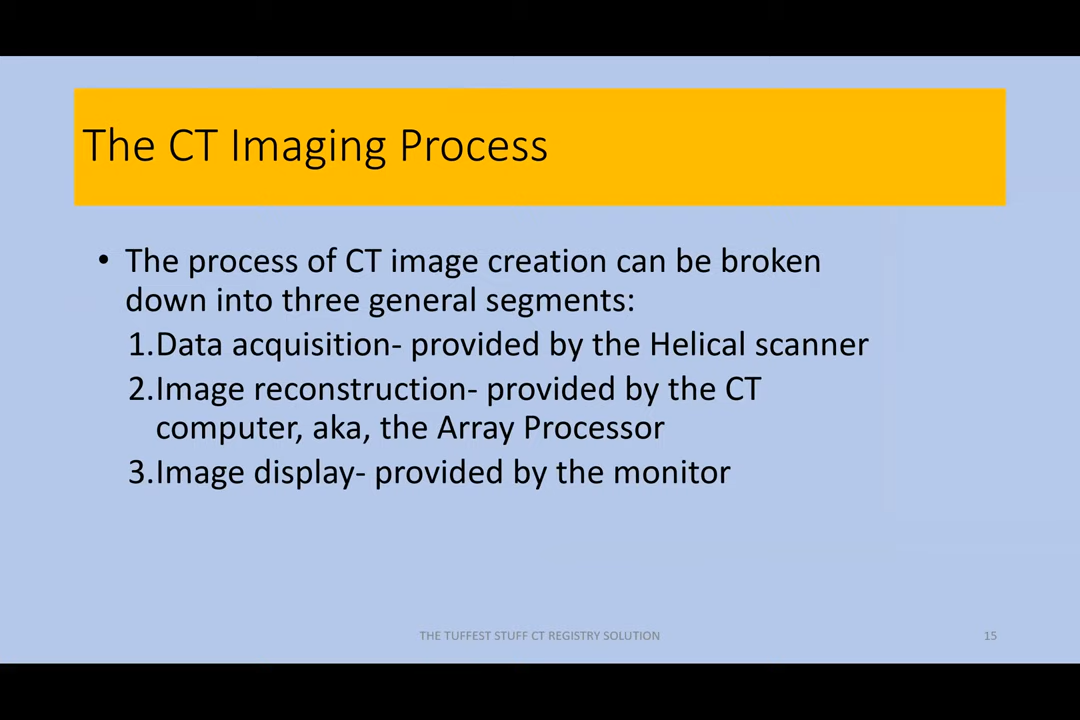 The CT Imaging Process
• The process of CT image creation can be broken
down into three general segments:
1.Data acquisition- provided by the Helical scanner
2.Image reconstruction- provided by the CT
computer, aka, the Array Processor
3.Image display- provided by the monitor
THE TUFFEST STUFF CT REGISTRY SOLUTION
15